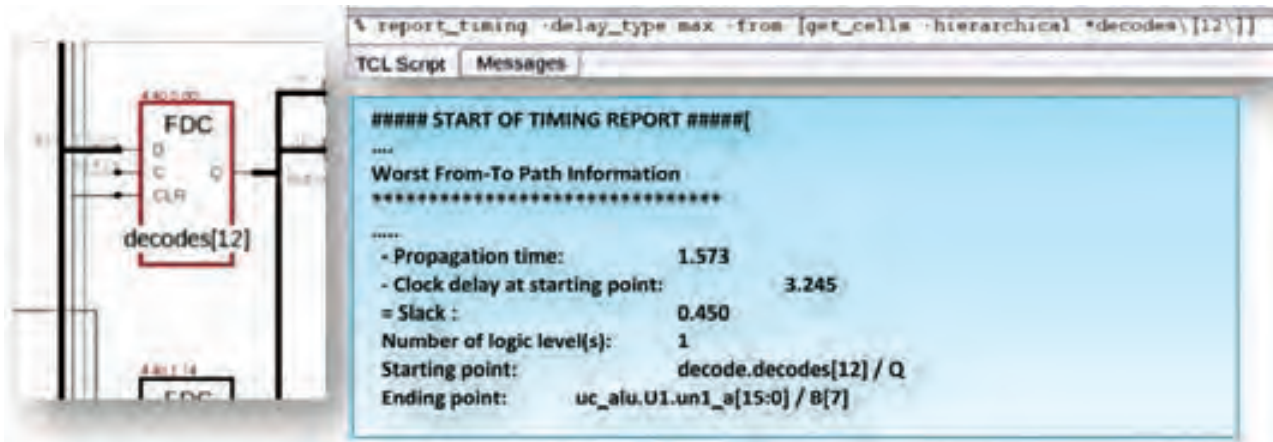 % report_timing -delay_type max -from [get_cells -hierarchical *decodes\[12\]]
TCL Script Messages
FDC
D
C Q
CLR
decodes[12]
FDC
##### START OF TIMING REPORT #####[
....
Worst From-To Path Information
*******************************
.....
- Propagation time: 1.573
- Clock delay at starting point: 3.245
= Slack : 0.450
Number of logic level(s): 1
Starting point: decode.decodes[12] / Q
Ending point: uc_alu.U1.un1_a[15:0] / B[7]